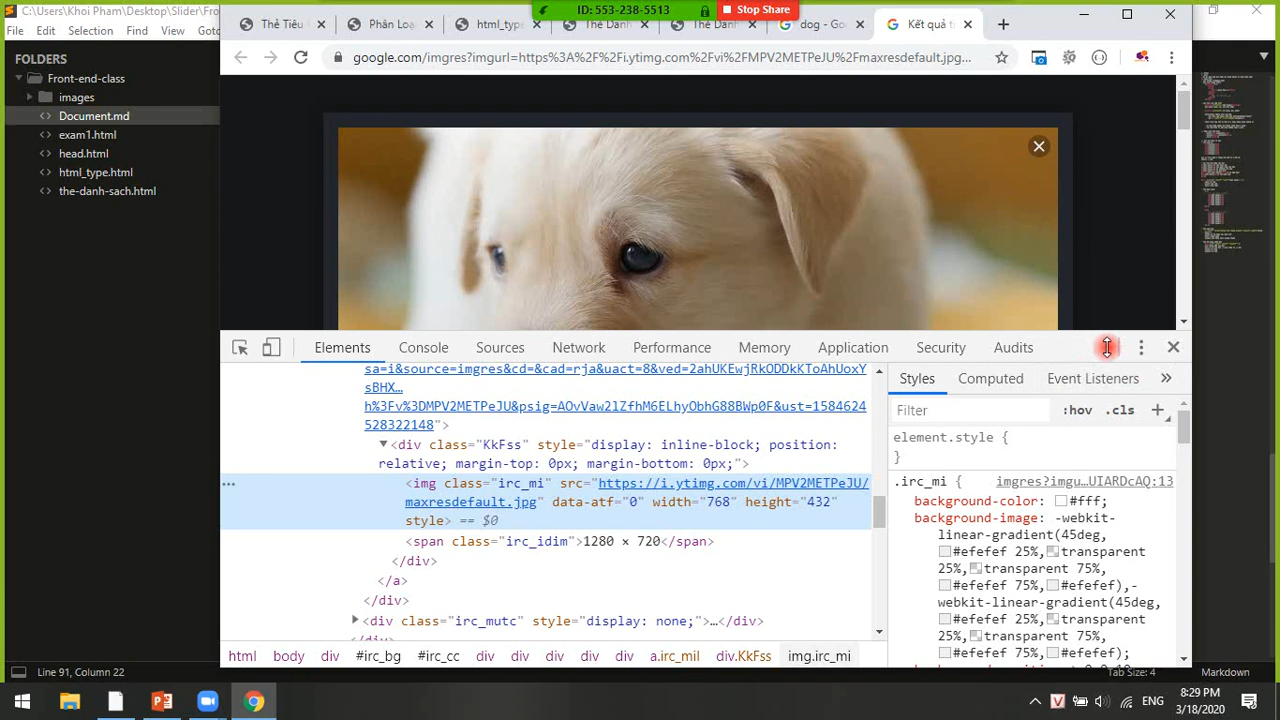 C:\Users\Khoi Pham\Desktop\Slider\Fro
File Edit Selection Find View Goto
FOLDERS
Front-end-class
images
Document.md
exam1.html
head.html
html_type.html
the-danh-sach.html
ID: 553-238-5513
Stop Share
Thẻ Tiêu
Phân Loạ
html_type
Thẻ Danh
Thẻ Danh
dog - Go
Kết quả t
google.com/imgres?imgurl=https%3A%2F%2Fi.ytimg.com%2Fvi%2FMPV2METPeJU%2Fmaxresdefault.jpg...
Elements Console Sources Network Performance Memory Application Security Audits
sa=i&source=imgres&cd=&cad=rja&uact=8&ved=2ahUKEwjRkODDkKToAhUoxY
sBHX…
h%3Fv%3DMPV2METPeJU&psig=AOvVaw2lZfhM6ELhyObhG88BWp0F&ust=1584624
528322148">
<div class="KkFss" style="display: inline-block; position:
relative; margin-top: 0px; margin-bottom: 0px;">
<img class="irc_mi" src="https://i.ytimg.com/vi/MPV2METPeJU/
maxresdefault.jpg" data-atf="0" width="768" height="432"
style> == $0
<span class="irc_idim">1280 × 720</span>
</div>
</a>
</div>
<div class="irc_mutc" style="display: none;">…</div>
</div>
html body div #irc_bg #irc_cc div div div div a.irc_mil div.KkFss img.irc_mi
Styles Computed Event Listeners
Filter :hov .cls
element.style {
}
.irc_mi { imgres?imgu…UIARDcAQ:13
background-color: #fff;
background-image: -webkit-
linear-gradient(45deg,
#efefef 25%, transparent
25%, transparent 75%,
#efefef 75%, #efefef),-
webkit-linear-gradient(45deg,
#efefef 25%, transparent
25%, transparent 75%,
#efefef 75%, #efefef);
Line 91, Column 22
Tab Size: 4
Markdown
ENG
8:29 PM
3/18/2020